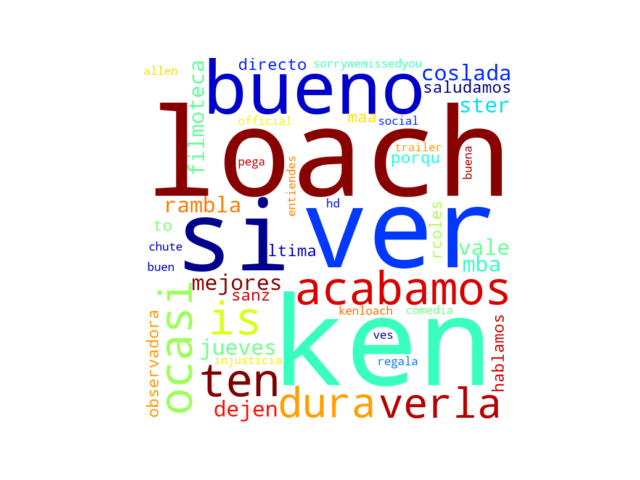 allen
filmoteca
directo
sorrywemissedyou
bueno
coslada
saludamos
ster
official
maa
social
loach
pega
entiendes
trailer
porqu
buena
rambla
hd
si
ver
rcoles
to
chute
ltima
vale
buen
mba
mejores
sanz
acabamos
ocasi
is
kenloach
comedia
ken
observadora
jueves
ves
hablamos
injusticia
regala
ten
dejen
dura
verla